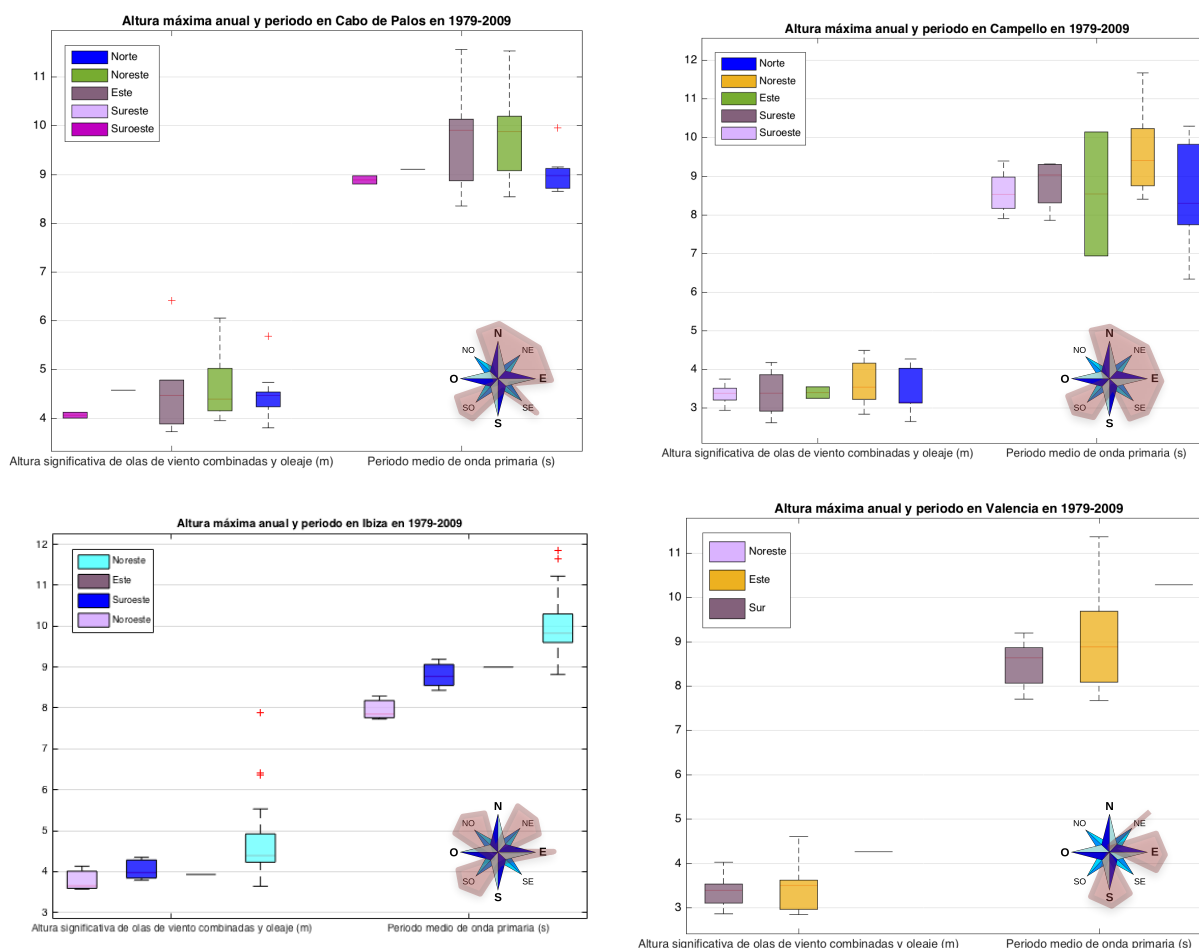 Altura máxima anual y periodo en Cabo de Palos en 1979-2009
Norte
Noreste
Este
Sureste
Suroeste
11
10
9
8
7
6
5
4
N
NO
NE
O
E
SO
SE
S
Altura significativa de olas de viento combinadas y oleaje (m)
Periodo medio de onda primaria (s)
Altura máxima anual y periodo en Campello en 1979-2009
Norte
Noreste
Este
Sureste
Suroeste
12
11
10
9
8
7
6
5
4
3
N
NO
NE
O
E
SO
SE
S
Altura significativa de olas de viento combinadas y oleaje (m)
Periodo medio de onda primaria (s)
Altura máxima anual y periodo en Ibiza en 1979-2009
Noreste
Este
Suroeste
Noroeste
12
11
10
9
8
7
6
5
4
3
N
NO
NE
O
E
SO
SE
S
Altura significativa de olas de viento combinadas y oleaje (m)
Periodo medio de onda primaria (s)
Altura máxima anual y periodo en Valencia en 1979-2009
Noreste
Este
Sur
11
10
9
8
7
6
5
4
3
N
NO
NE
O
E
SO
SE
S
Altura significativa de olas de viento combinadas y oleaje (m)
Periodo medio de onda primaria (s)